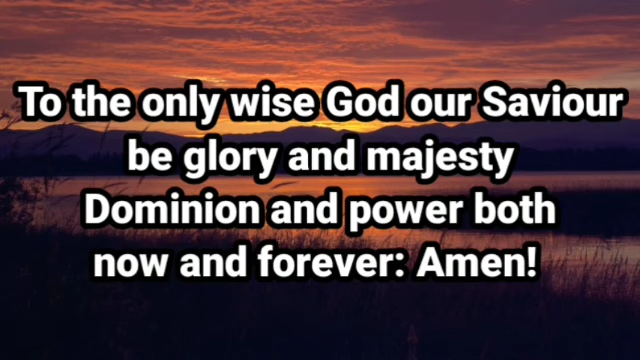 To the only wise God our Saviour
be glory and majesty
Dominion and power both
now and forever: Amen!